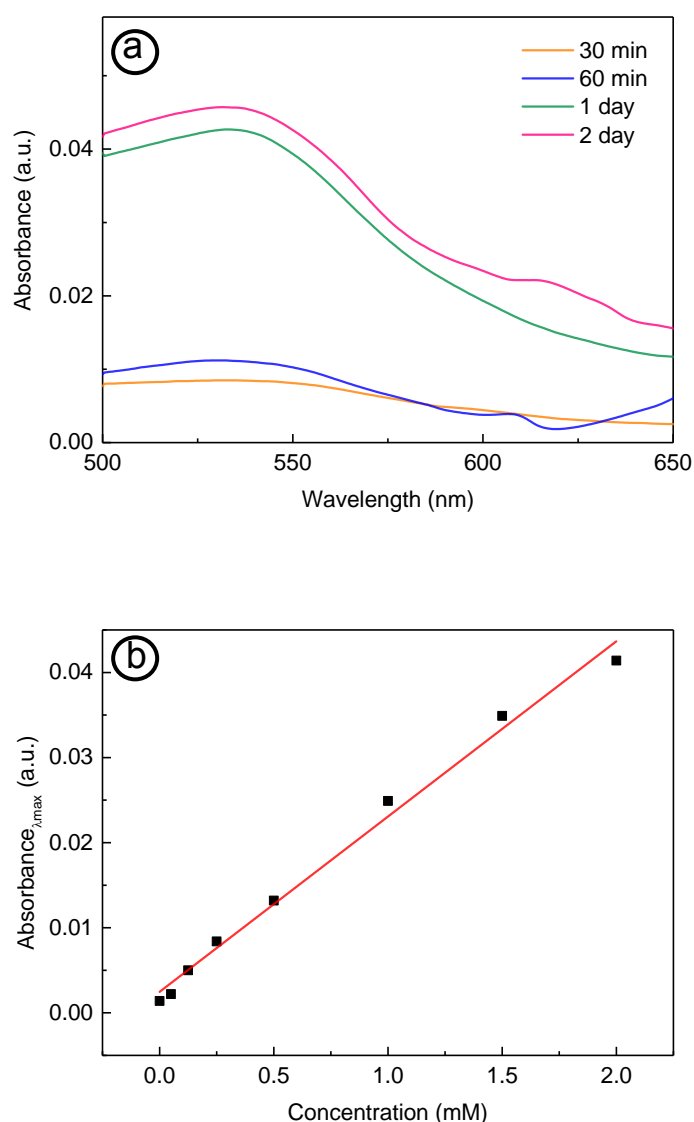 a
30 min
60 min
1 day
2 day
0.04
0.02
0.00
Absorbance (a.u.)
500
550
600
650
Wavelength (nm)
b
0.04
0.03
0.02
0.01
0.00
Absorbanceλmax (a.u.)
0.0
0.5
1.0
1.5
2.0
Concentration (mM)